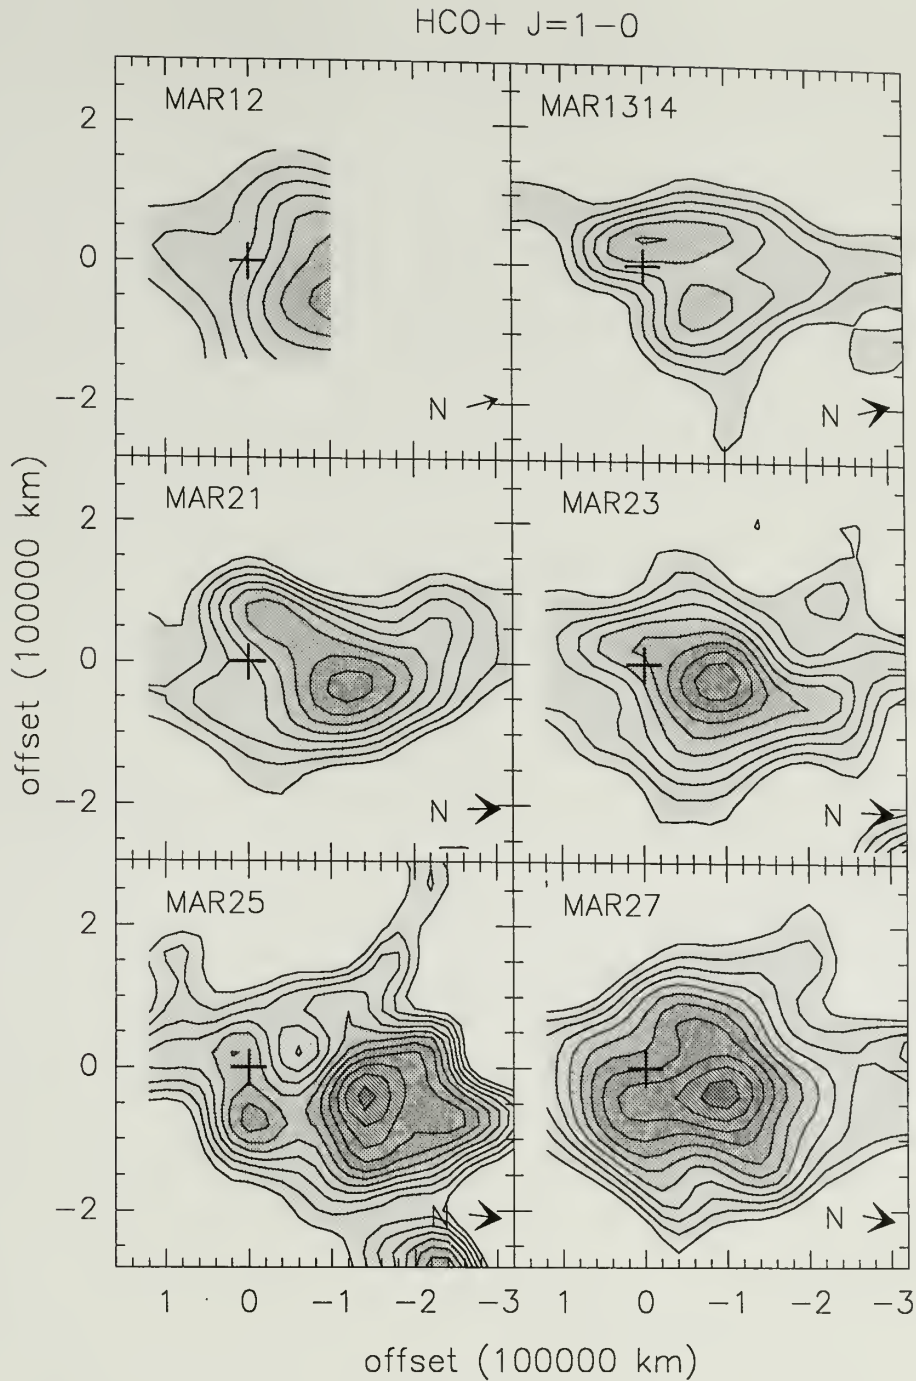 HCO+ J=1−0
MAR12
MAR1314
2
0
−2
N
N
MAR21
MAR23
2
0
−2
N
N
MAR25
MAR27
2
0
−2
N
N
1 0 −1 −2 −3
1 0 −1 −2 −3
offset (100000 km)
offset (100000 km)